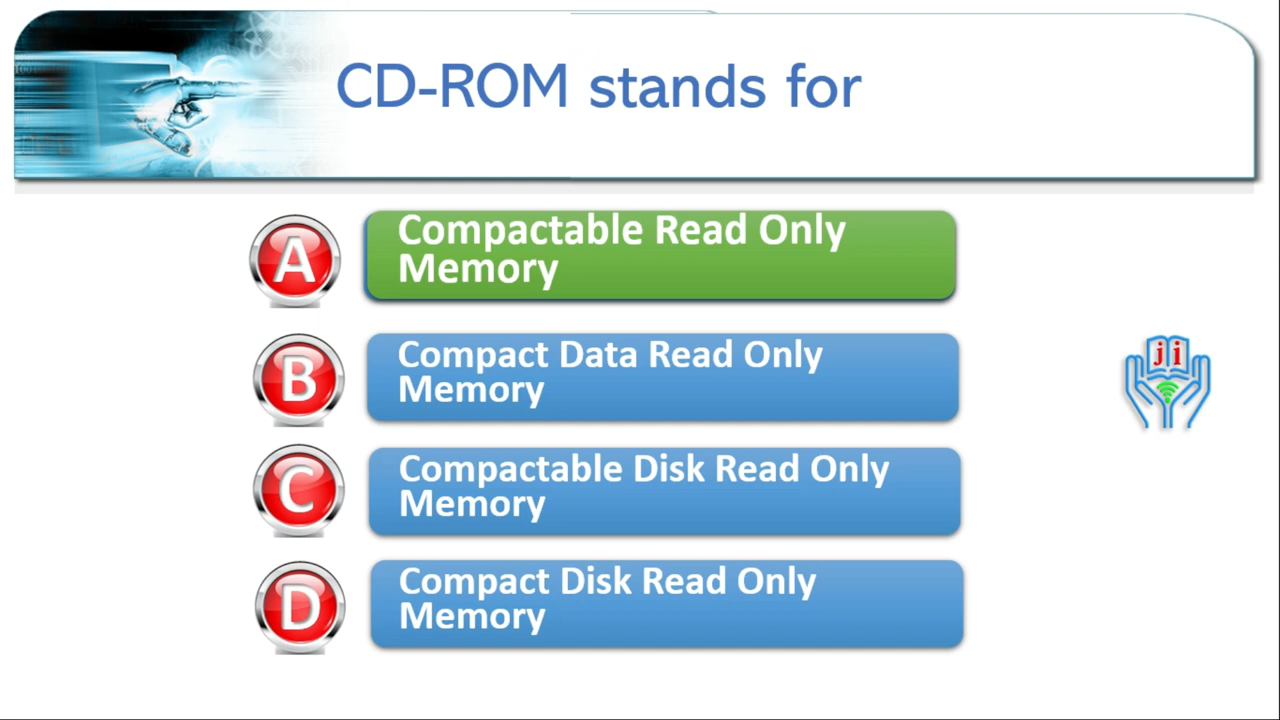 CD-ROM stands for
A
Compactable Read Only
Memory
B
Compact Data Read Only
Memory
j i
C
Compactable Disk Read Only
Memory
D
Compact Disk Read Only
Memory